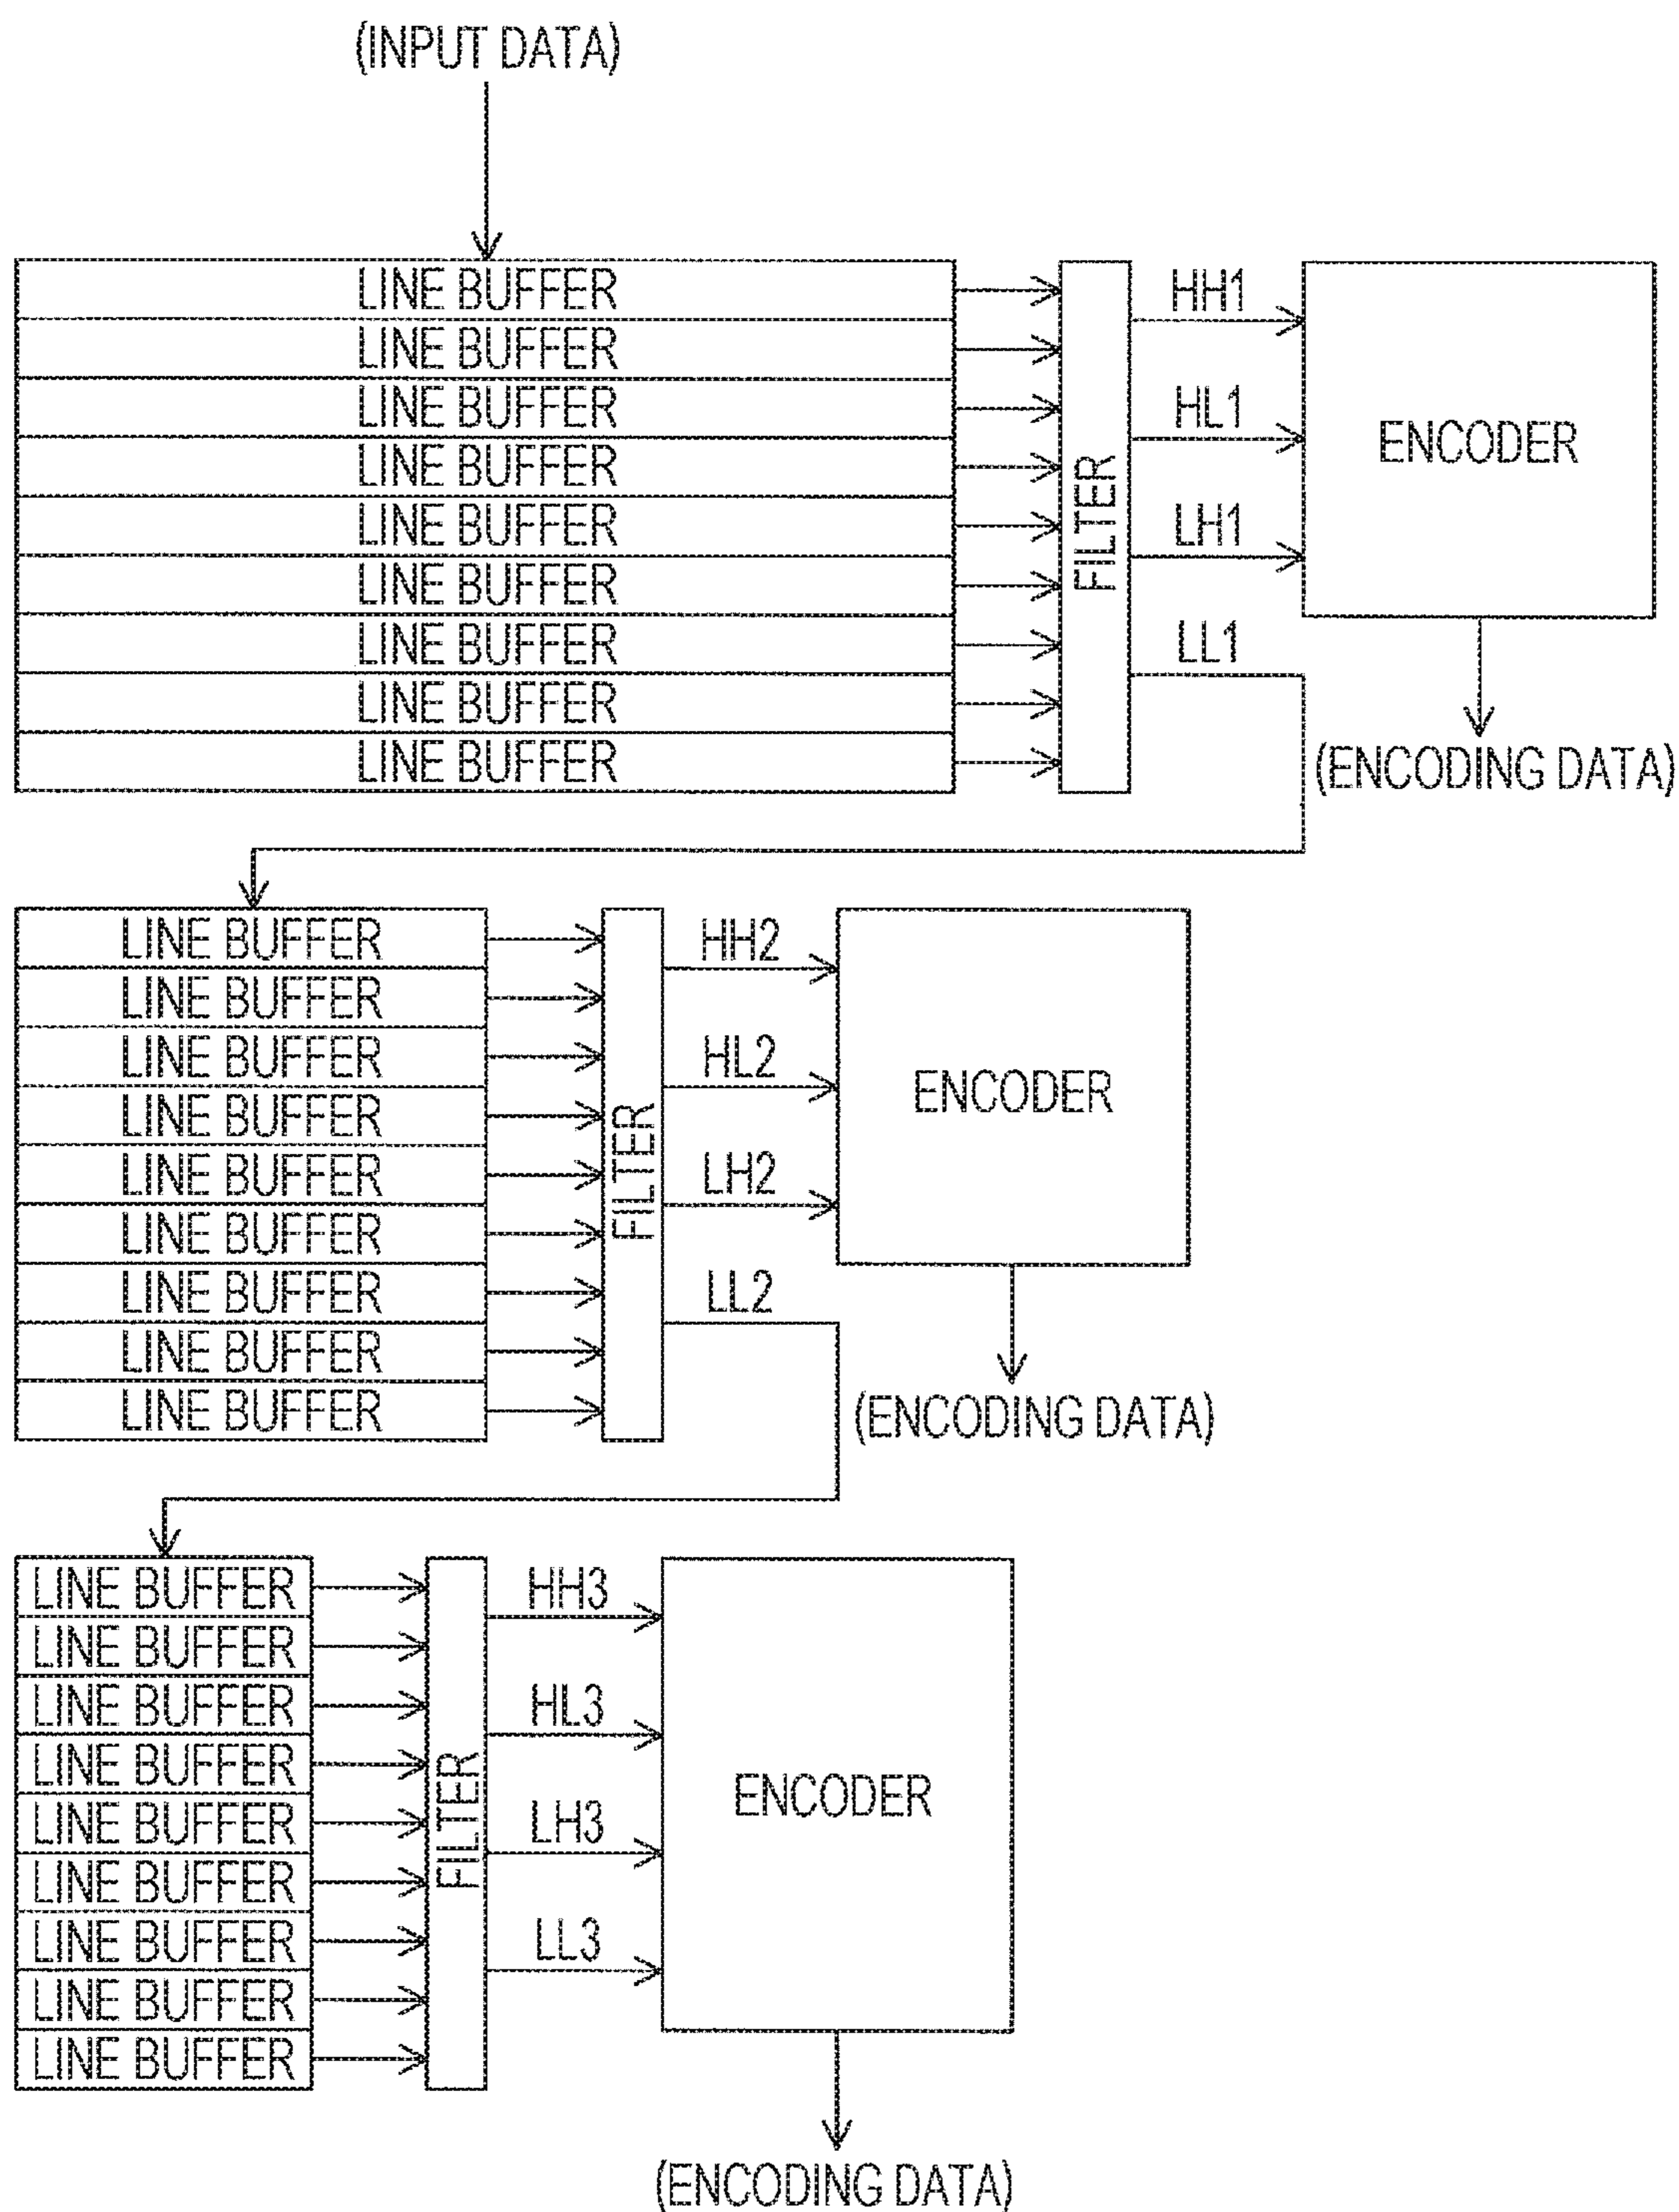 (INPUT DATA)
LINE BUFFER
LINE BUFFER
LINE BUFFER
LINE BUFFER
LINE BUFFER
LINE BUFFER
LINE BUFFER
LINE BUFFER
LINE BUFFER
FILTER
HH1
HL1
LH1
LL1
ENCODER
(ENCODING DATA)
LINE BUFFER
LINE BUFFER
LINE BUFFER
LINE BUFFER
LINE BUFFER
LINE BUFFER
LINE BUFFER
LINE BUFFER
LINE BUFFER
FILTER
HH2
HL2
LH2
LL2
ENCODER
(ENCODING DATA)
LINE BUFFER
LINE BUFFER
LINE BUFFER
LINE BUFFER
LINE BUFFER
LINE BUFFER
LINE BUFFER
LINE BUFFER
LINE BUFFER
FILTER
HH3
HL3
LH3
LL3
ENCODER
(ENCODING DATA)